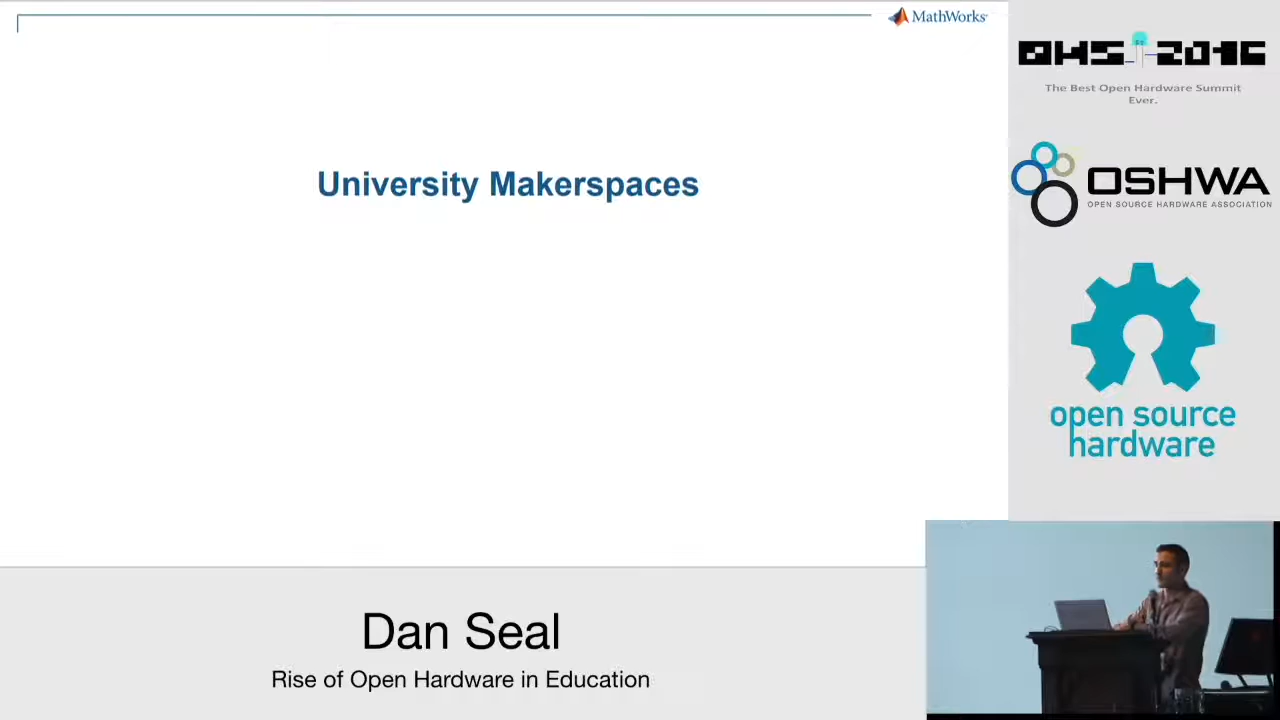 MathWorks
University Makerspaces
OHS 2016
The Best Open Hardware Summit
Ever.
OSHWA
OPEN SOURCE HARDWARE ASSOCIATION
open source
hardware
Dan Seal
Rise of Open Hardware in Education